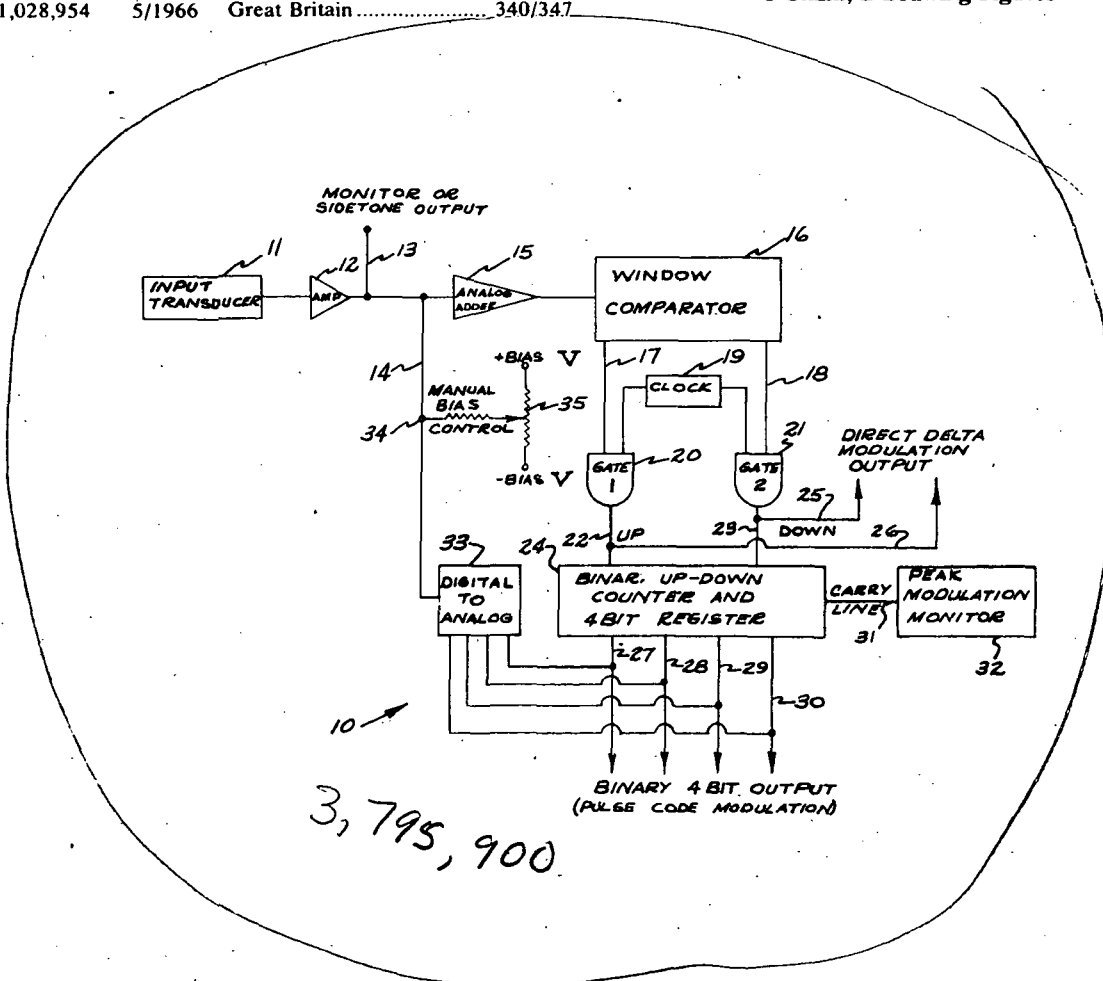 1,028,954 5/1966 Great Britain ..................... 340/347
MONITOR OR
SIDETONE OUTPUT
11
12
13
15
16
INPUT
TRANSDUCER
AMP
ANALOG
ADDER
WINDOW
COMPARATOR
14
+BIAS V
17
19
18
CLOCK
MANUAL
BIAS
CONTROL
35
34
-BIAS V
GATE
1
20
GATE
2
21
DIRECT DELTA
MODULATION
OUTPUT
22
UP
23
25
DOWN
26
33
24
DIGITAL
TO
ANALOG
BINAR. UP-DOWN
COUNTER AND
4BIT REGISTER
CARRY
LINE
31
PEAK
MODULATION
MONITOR
32
27
28
29
30
10
BINARY 4 BIT OUTPUT
(PULSE CODE MODULATION)
3,795,900